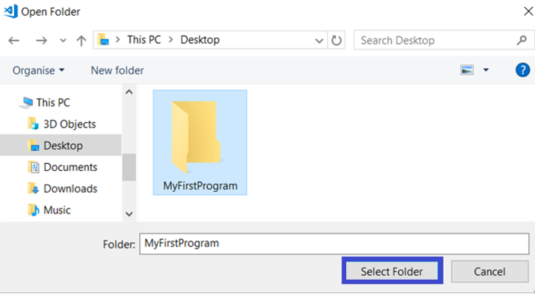 Open Folder
This PC > Desktop
Search Desktop
Organise
New folder
This PC
3D Objects
Desktop
Documents
Downloads
Music
MyFirstProgram
Folder: MyFirstProgram
Select Folder
Cancel